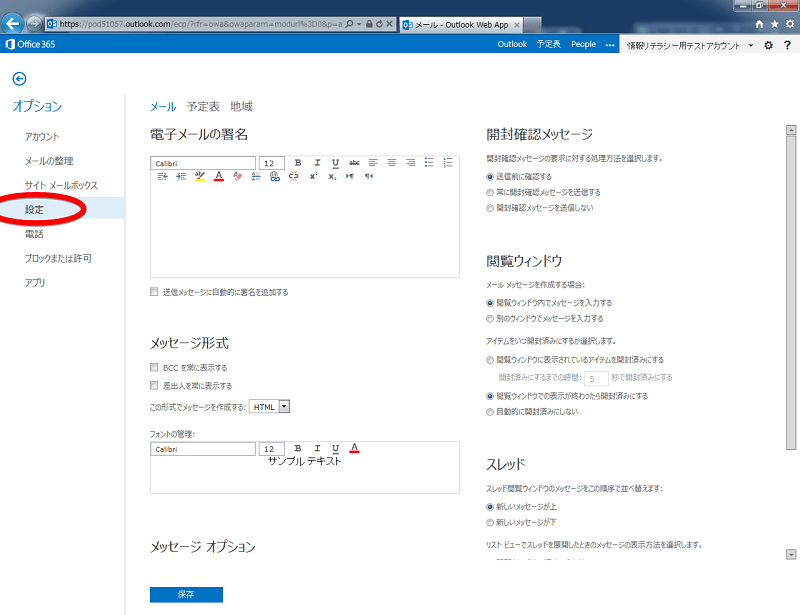 https://pod51057.outlook.com/ecp/?rfr=owa&owaparam=modurl%3D0&p=a
メール - Outlook Web App
Office 365
Outlook 予定表 People ••• 情報リテラシー用テストアカウント ?
オプション
アカウント
メールの整理
サイト メールボックス
設定
電話
ブロックまたは許可
アプリ
メール 予定表 地域
電子メールの署名
Calibri 12 B I U abc
A
送信メッセージに自動的に署名を追加する
メッセージ形式
BCC を常に表示する
差出人を常に表示する
この形式でメッセージを作成する: HTML
フォントの管理:
Calibri 12 B I U A
サンプル テキスト
メッセージ オプション
保存
開封確認メッセージ
開封確認メッセージの要求に対する処理方法を選択します。
送信前に確認する
常に開封確認メッセージを送信する
開封確認メッセージを送信しない
閲覧ウィンドウ
メール メッセージを作成する場合:
閲覧ウィンドウ内でメッセージを入力する
別のウィンドウでメッセージを入力する
アイテムをいつ開封済みにするか選択します。
閲覧ウィンドウに表示されているアイテムを開封済みにする
開封済みにするまでの時間: 5 秒で開封済みにする
閲覧ウィンドウでの表示が終わったら開封済みにする
自動的に開封済みにしない
スレッド
スレッド閲覧ウィンドウのメッセージをこの順序で並べ替えます:
新しいメッセージが上
新しいメッセージが下
リスト ビューでスレッドを展開したときのメッセージの表示方法を選択します。